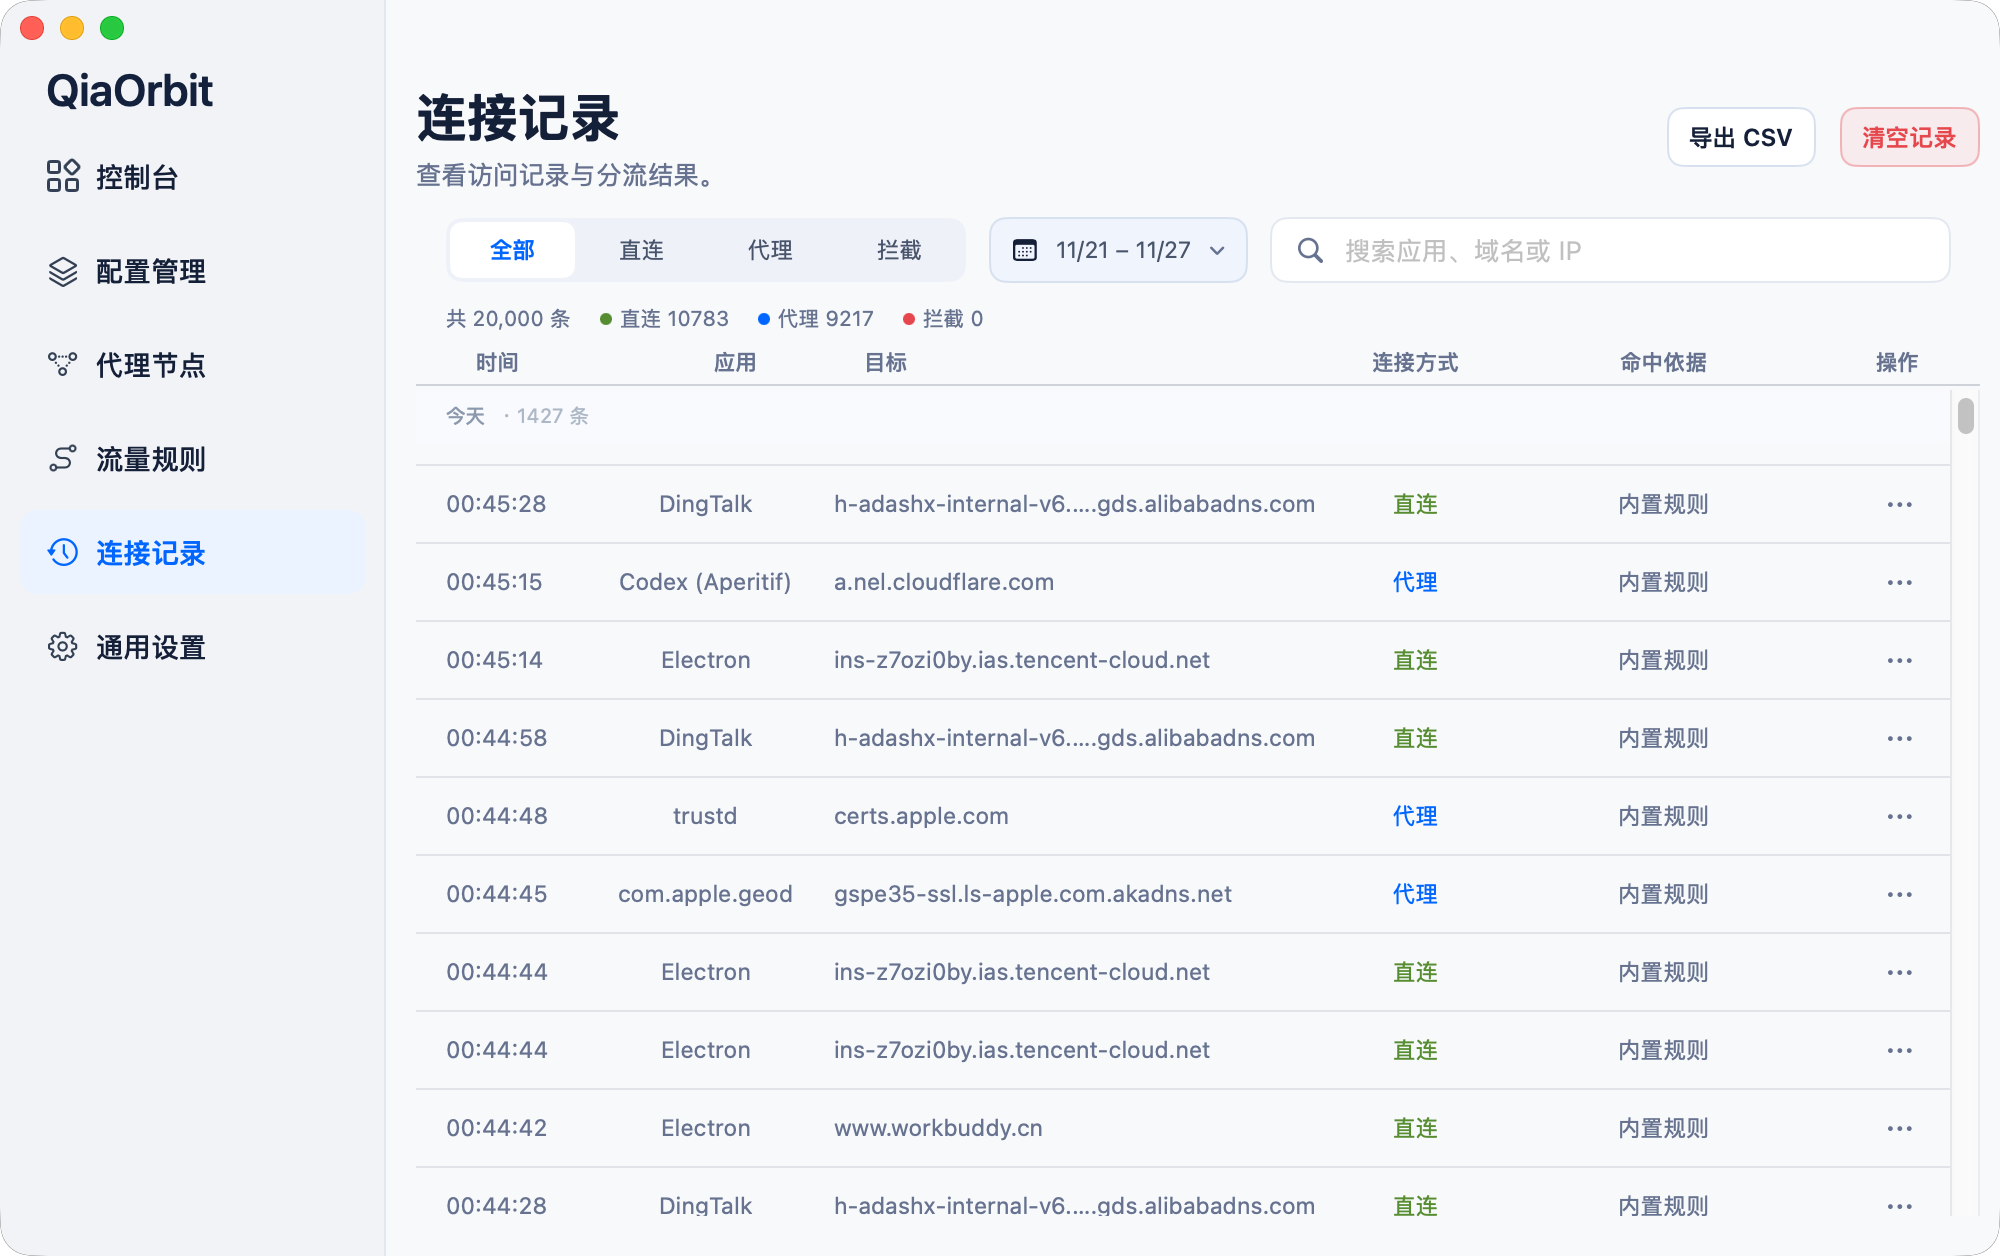 QiaOrbit
控制台
配置管理
代理节点
流量规则
连接记录
通用设置
连接记录
查看访问记录与分流结果。
导出 CSV
清空记录
全部 直连 代理 拦截
11/21 – 11/27
搜索应用、域名或 IP
共 20,000 条 直连 10783 代理 9217 拦截 0
时间 应用 目标 连接方式 命中依据 操作
今天 · 1427 条
00:45:28 DingTalk h-adashx-internal-v6.....gds.alibabadns.com 直连 内置规则 ···
00:45:15 Codex (Aperitif) a.nel.cloudflare.com 代理 内置规则 ···
00:45:14 Electron ins-z7ozi0by.ias.tencent-cloud.net 直连 内置规则 ···
00:44:58 DingTalk h-adashx-internal-v6.....gds.alibabadns.com 直连 内置规则 ···
00:44:48 trustd certs.apple.com 代理 内置规则 ···
00:44:45 com.apple.geod gspe35-ssl.ls-apple.com.akadns.net 代理 内置规则 ···
00:44:44 Electron ins-z7ozi0by.ias.tencent-cloud.net 直连 内置规则 ···
00:44:44 Electron ins-z7ozi0by.ias.tencent-cloud.net 直连 内置规则 ···
00:44:42 Electron www.workbuddy.cn 直连 内置规则 ···
00:44:28 DingTalk h-adashx-internal-v6.....gds.alibabadns.com 直连 内置规则 ···